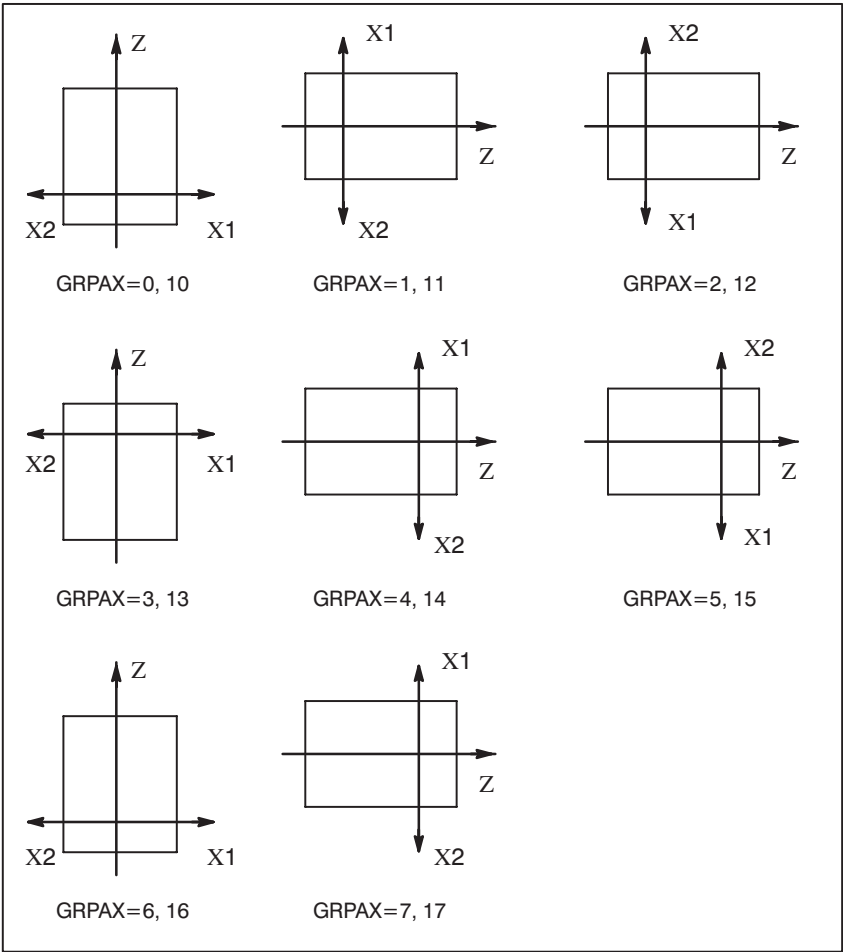 Z
X2
X1
GRPAX=0, 10
X1
Z
X2
GRPAX=1, 11
X2
Z
X1
GRPAX=2, 12
Z
X2
X1
GRPAX=3, 13
X1
Z
X2
GRPAX=4, 14
X2
Z
X1
GRPAX=5, 15
Z
X2
X1
GRPAX=6, 16
X1
Z
X2
GRPAX=7, 17